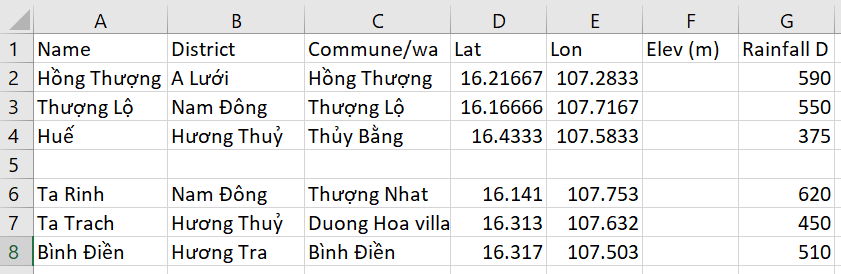 A B C D E F G
1 Name District Commune/wa Lat Lon Elev (m) Rainfall D
2 Hồng Thượng A Lưới Hồng Thượng 16.21667 107.2833 590
3 Thượng Lộ Nam Đông Thượng Lộ 16.16666 107.7167 550
4 Huế Hương Thuỷ Thủy Bằng 16.4333 107.5833 375
5
6 Ta Rinh Nam Đông Thượng Nhat 16.141 107.753 620
7 Ta Trach Hương Thuỷ Duong Hoa villa 16.313 107.632 450
8 Bình Điền Hương Tra Bình Điền 16.317 107.503 510